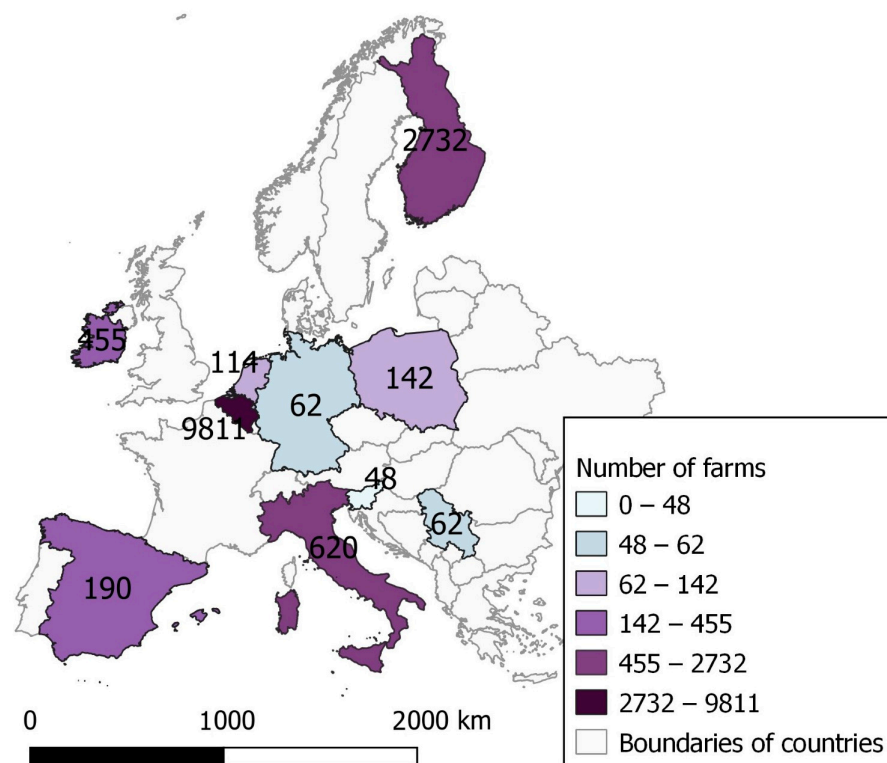 2732
455
114
62
142
9811
48
62
620
190
0 1000 2000 km
Number of farms
0 – 48
48 – 62
62 – 142
142 – 455
455 – 2732
2732 – 9811
Boundaries of countries